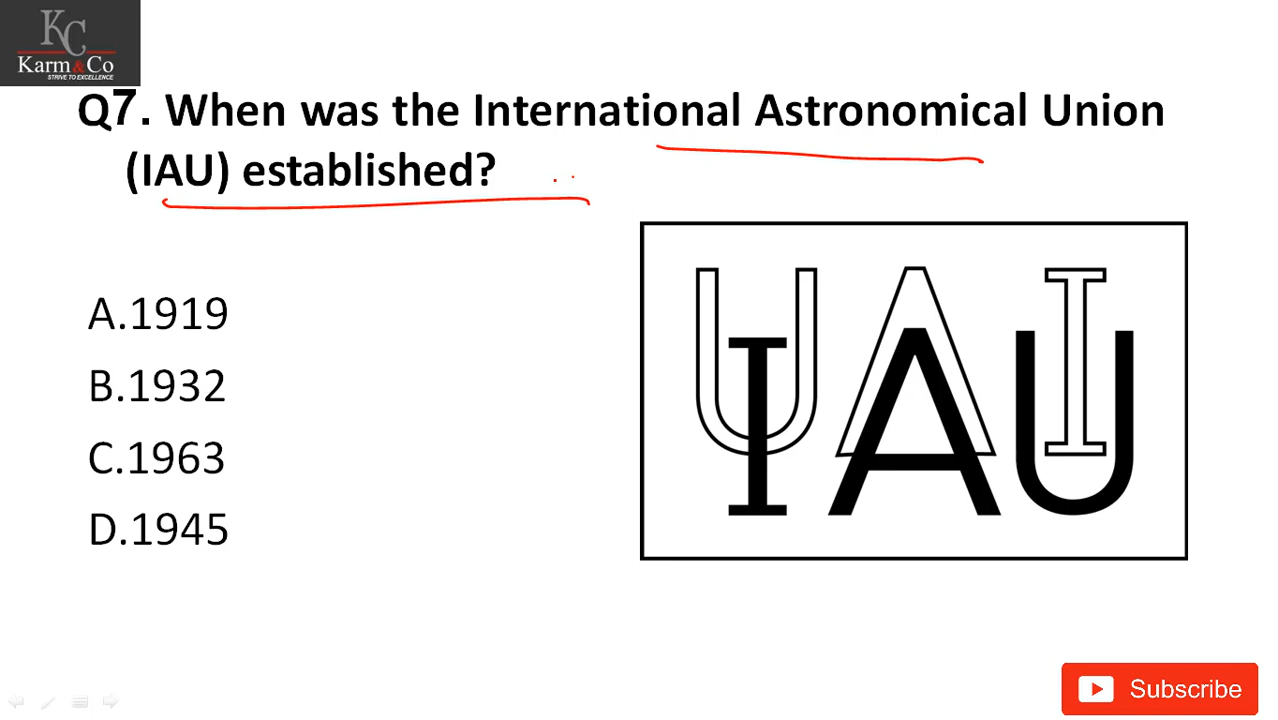 KC
Karm&Co
STRIVE TO EXCELLENCE
Q7. When was the International Astronomical Union
(IAU) established?
A.1919
B.1932
C.1963
D.1945
UAI
IAU
Subscribe